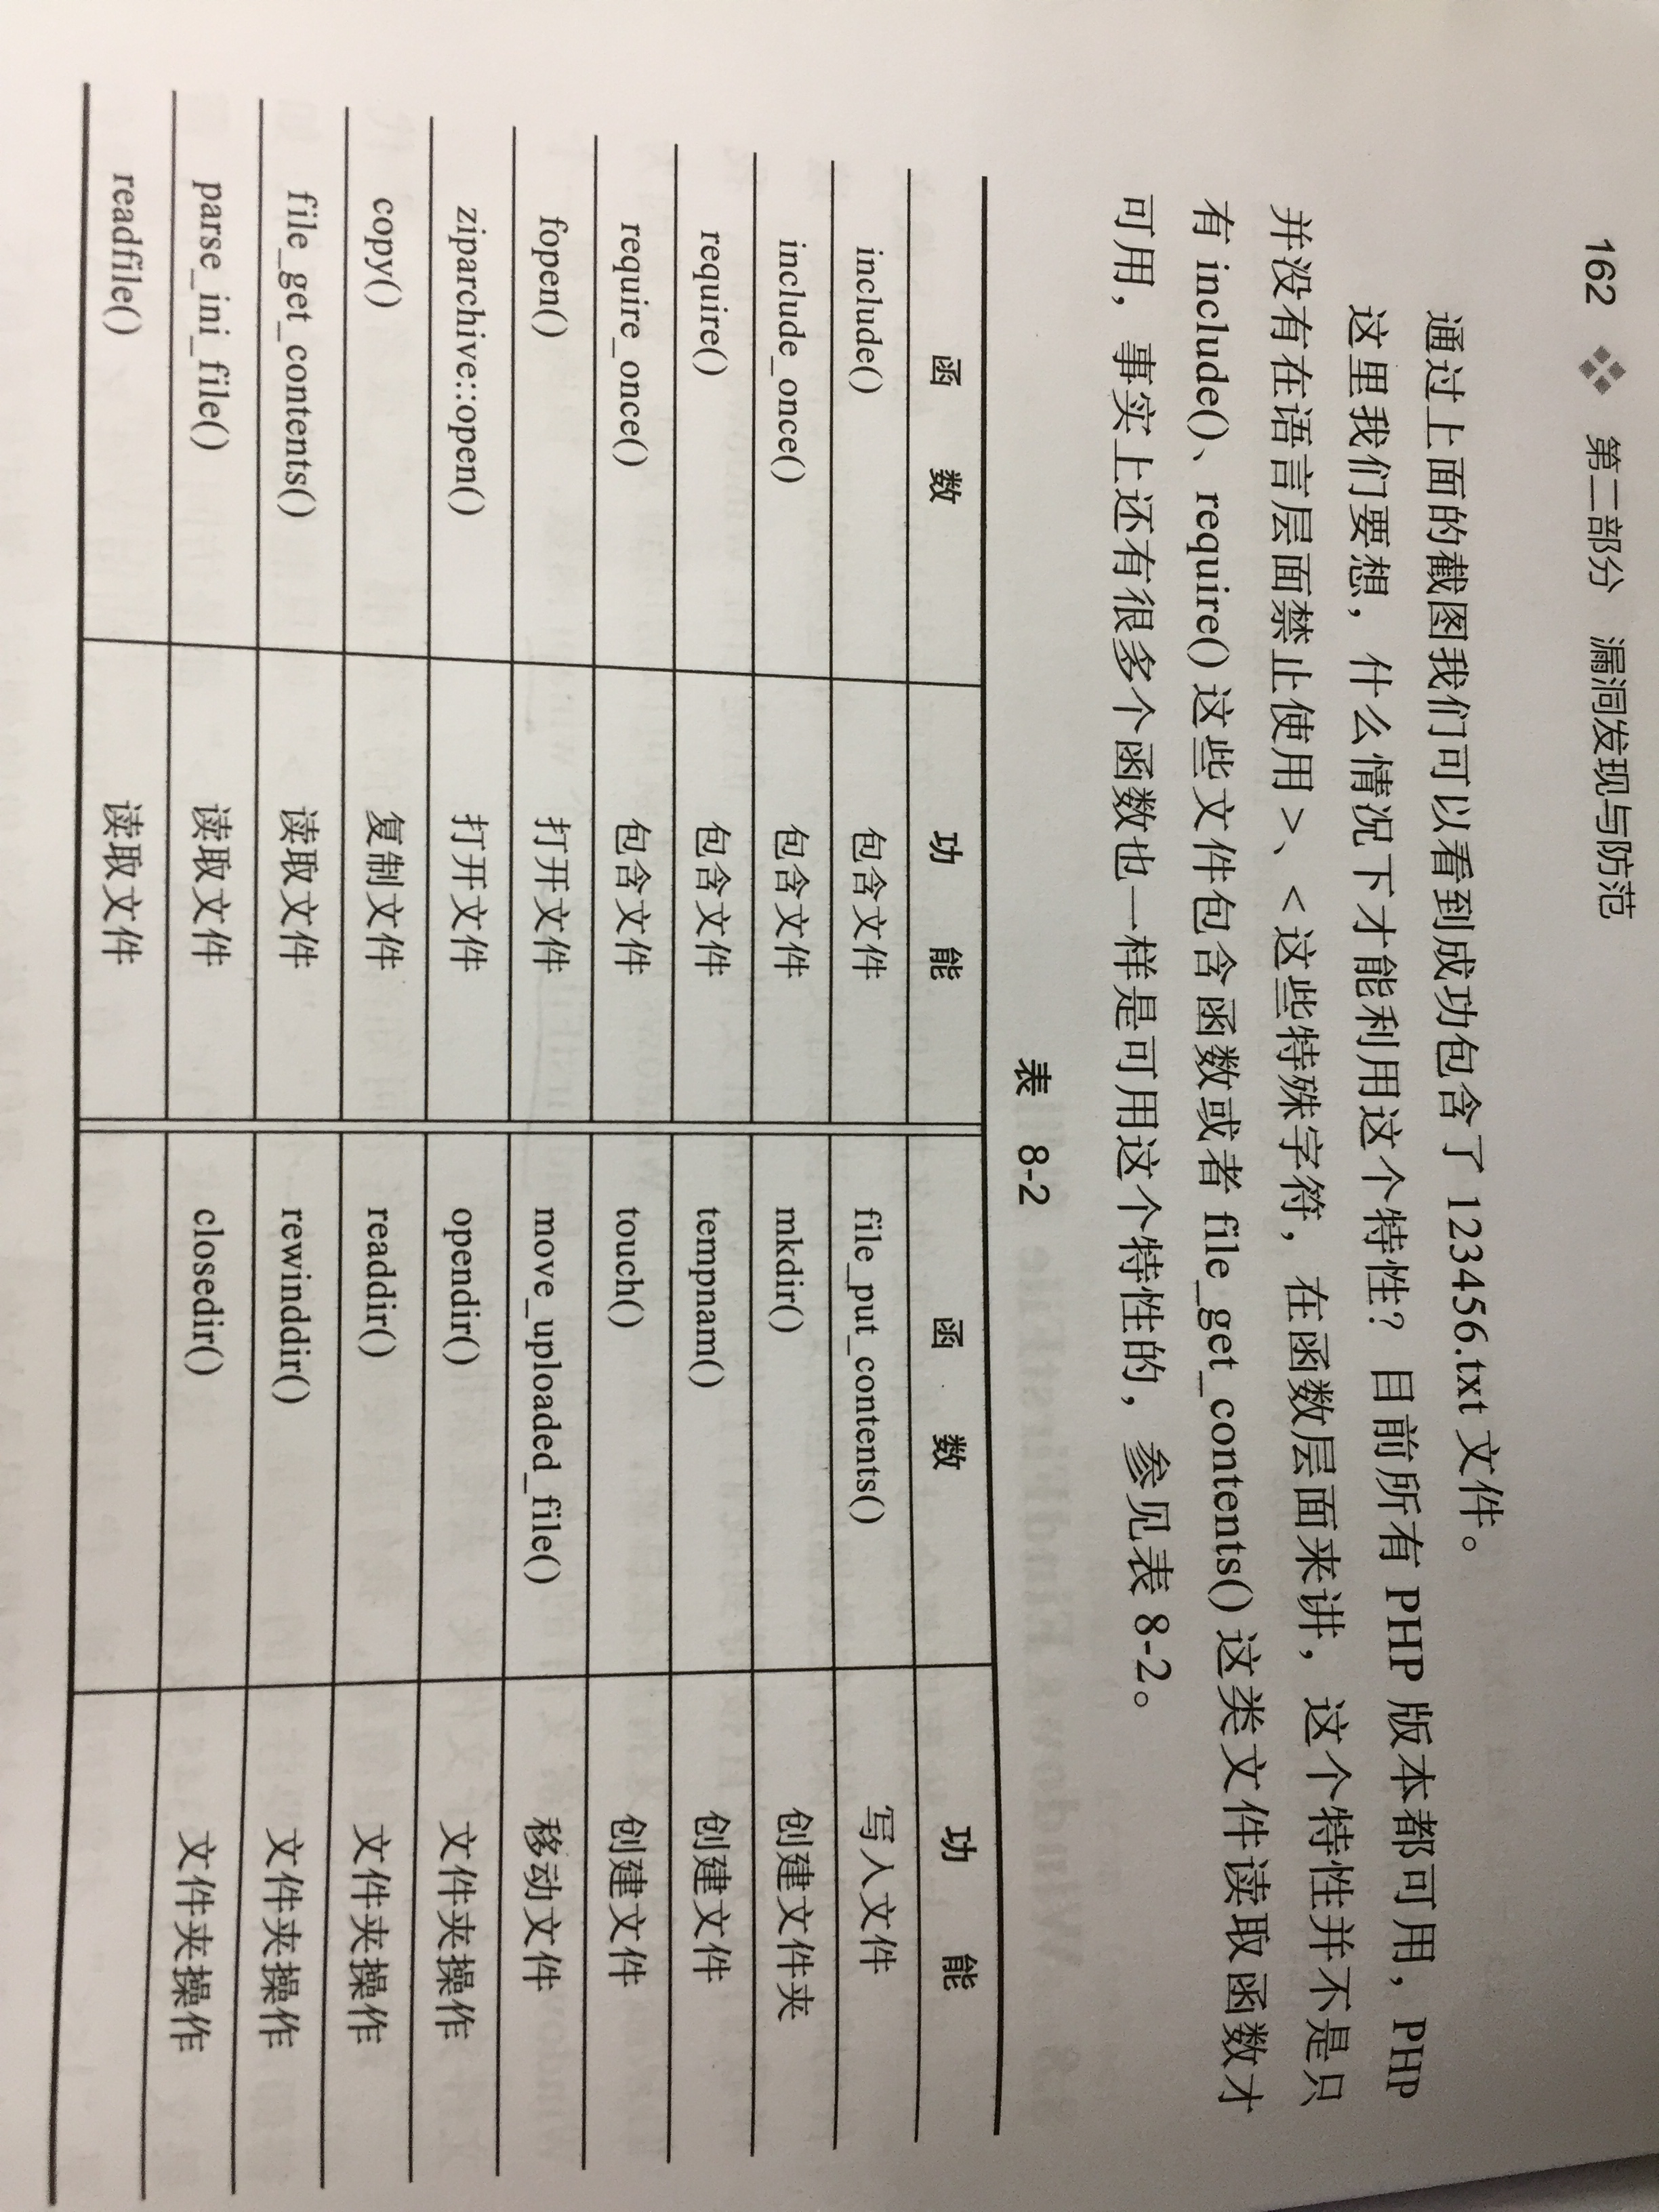 162 ❖ 第二部分 漏洞发现与防范
通过上面的截图我们可以看到成功包含了 123456.txt 文件。
这里我们要想，什么情况下才能利用这个特性？目前所有 PHP 版本都可用，PHP
并没有在语言层面禁止使用 >、< 这些特殊字符，在函数层面来讲，这个特性并不是只
有 include()、require() 这些文件包含函数或者 file_get_contents() 这类文件读取函数才
可用，事实上还有很多个函数也一样是可用这个特性的，参见表 8-2。
表 8-2
函 数 功 能 函 数 功 能
include() 包含文件 file_put_contents() 写入文件
include_once() 包含文件 mkdir() 创建文件夹
require() 包含文件 tempnam() 创建文件
require_once() 包含文件 touch() 创建文件
fopen() 打开文件 move_uploaded_file() 移动文件
ziparchive::open() 打开文件 opendir() 文件夹操作
copy() 复制文件 readdir() 文件夹操作
file_get_contents() 读取文件 rewinddir() 文件夹操作
parse_ini_file() 读取文件 closedir() 文件夹操作
readfile() 读取文件